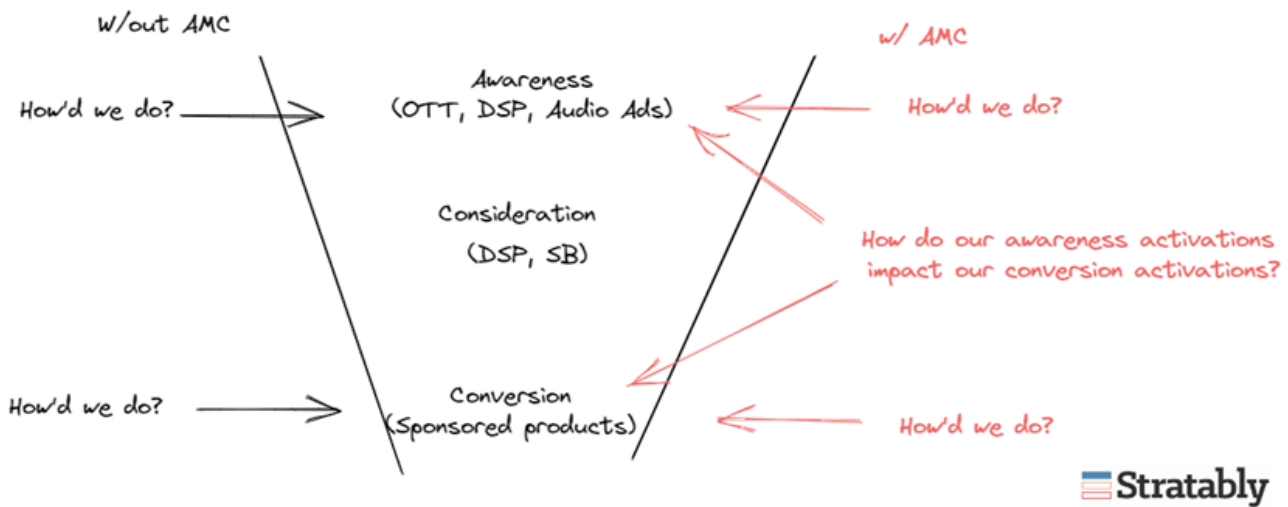 W/out AMC
w/ AMC
How'd we do?
Awareness
(OTT, DSP, Audio Ads)
How'd we do?
Consideration
(DSP, SB)
How do our awareness activations
impact our conversion activations?
How'd we do?
Conversion
(Sponsored products)
How'd we do?
Stratably